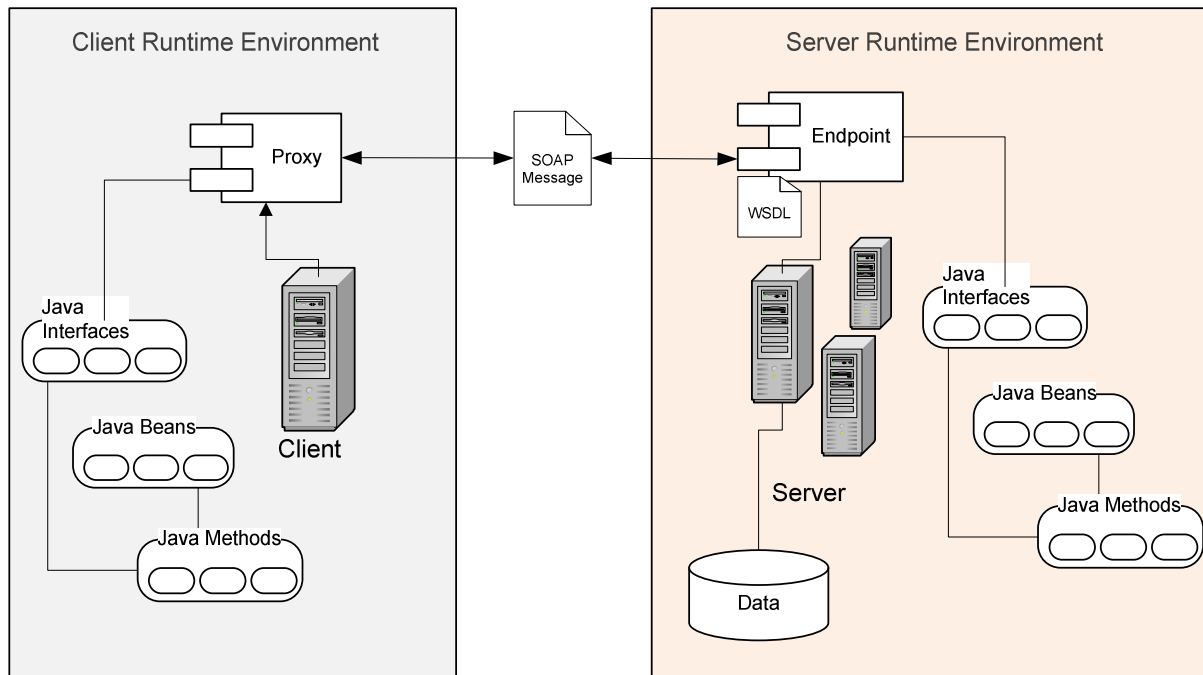 Client Runtime Environment
Server Runtime Environment
Proxy
SOAP
Message
Endpoint
WSDL
Java
Interfaces
Java Beans
Java Methods
Client
Server
Data
Java
Interfaces
Java Beans
Java Methods